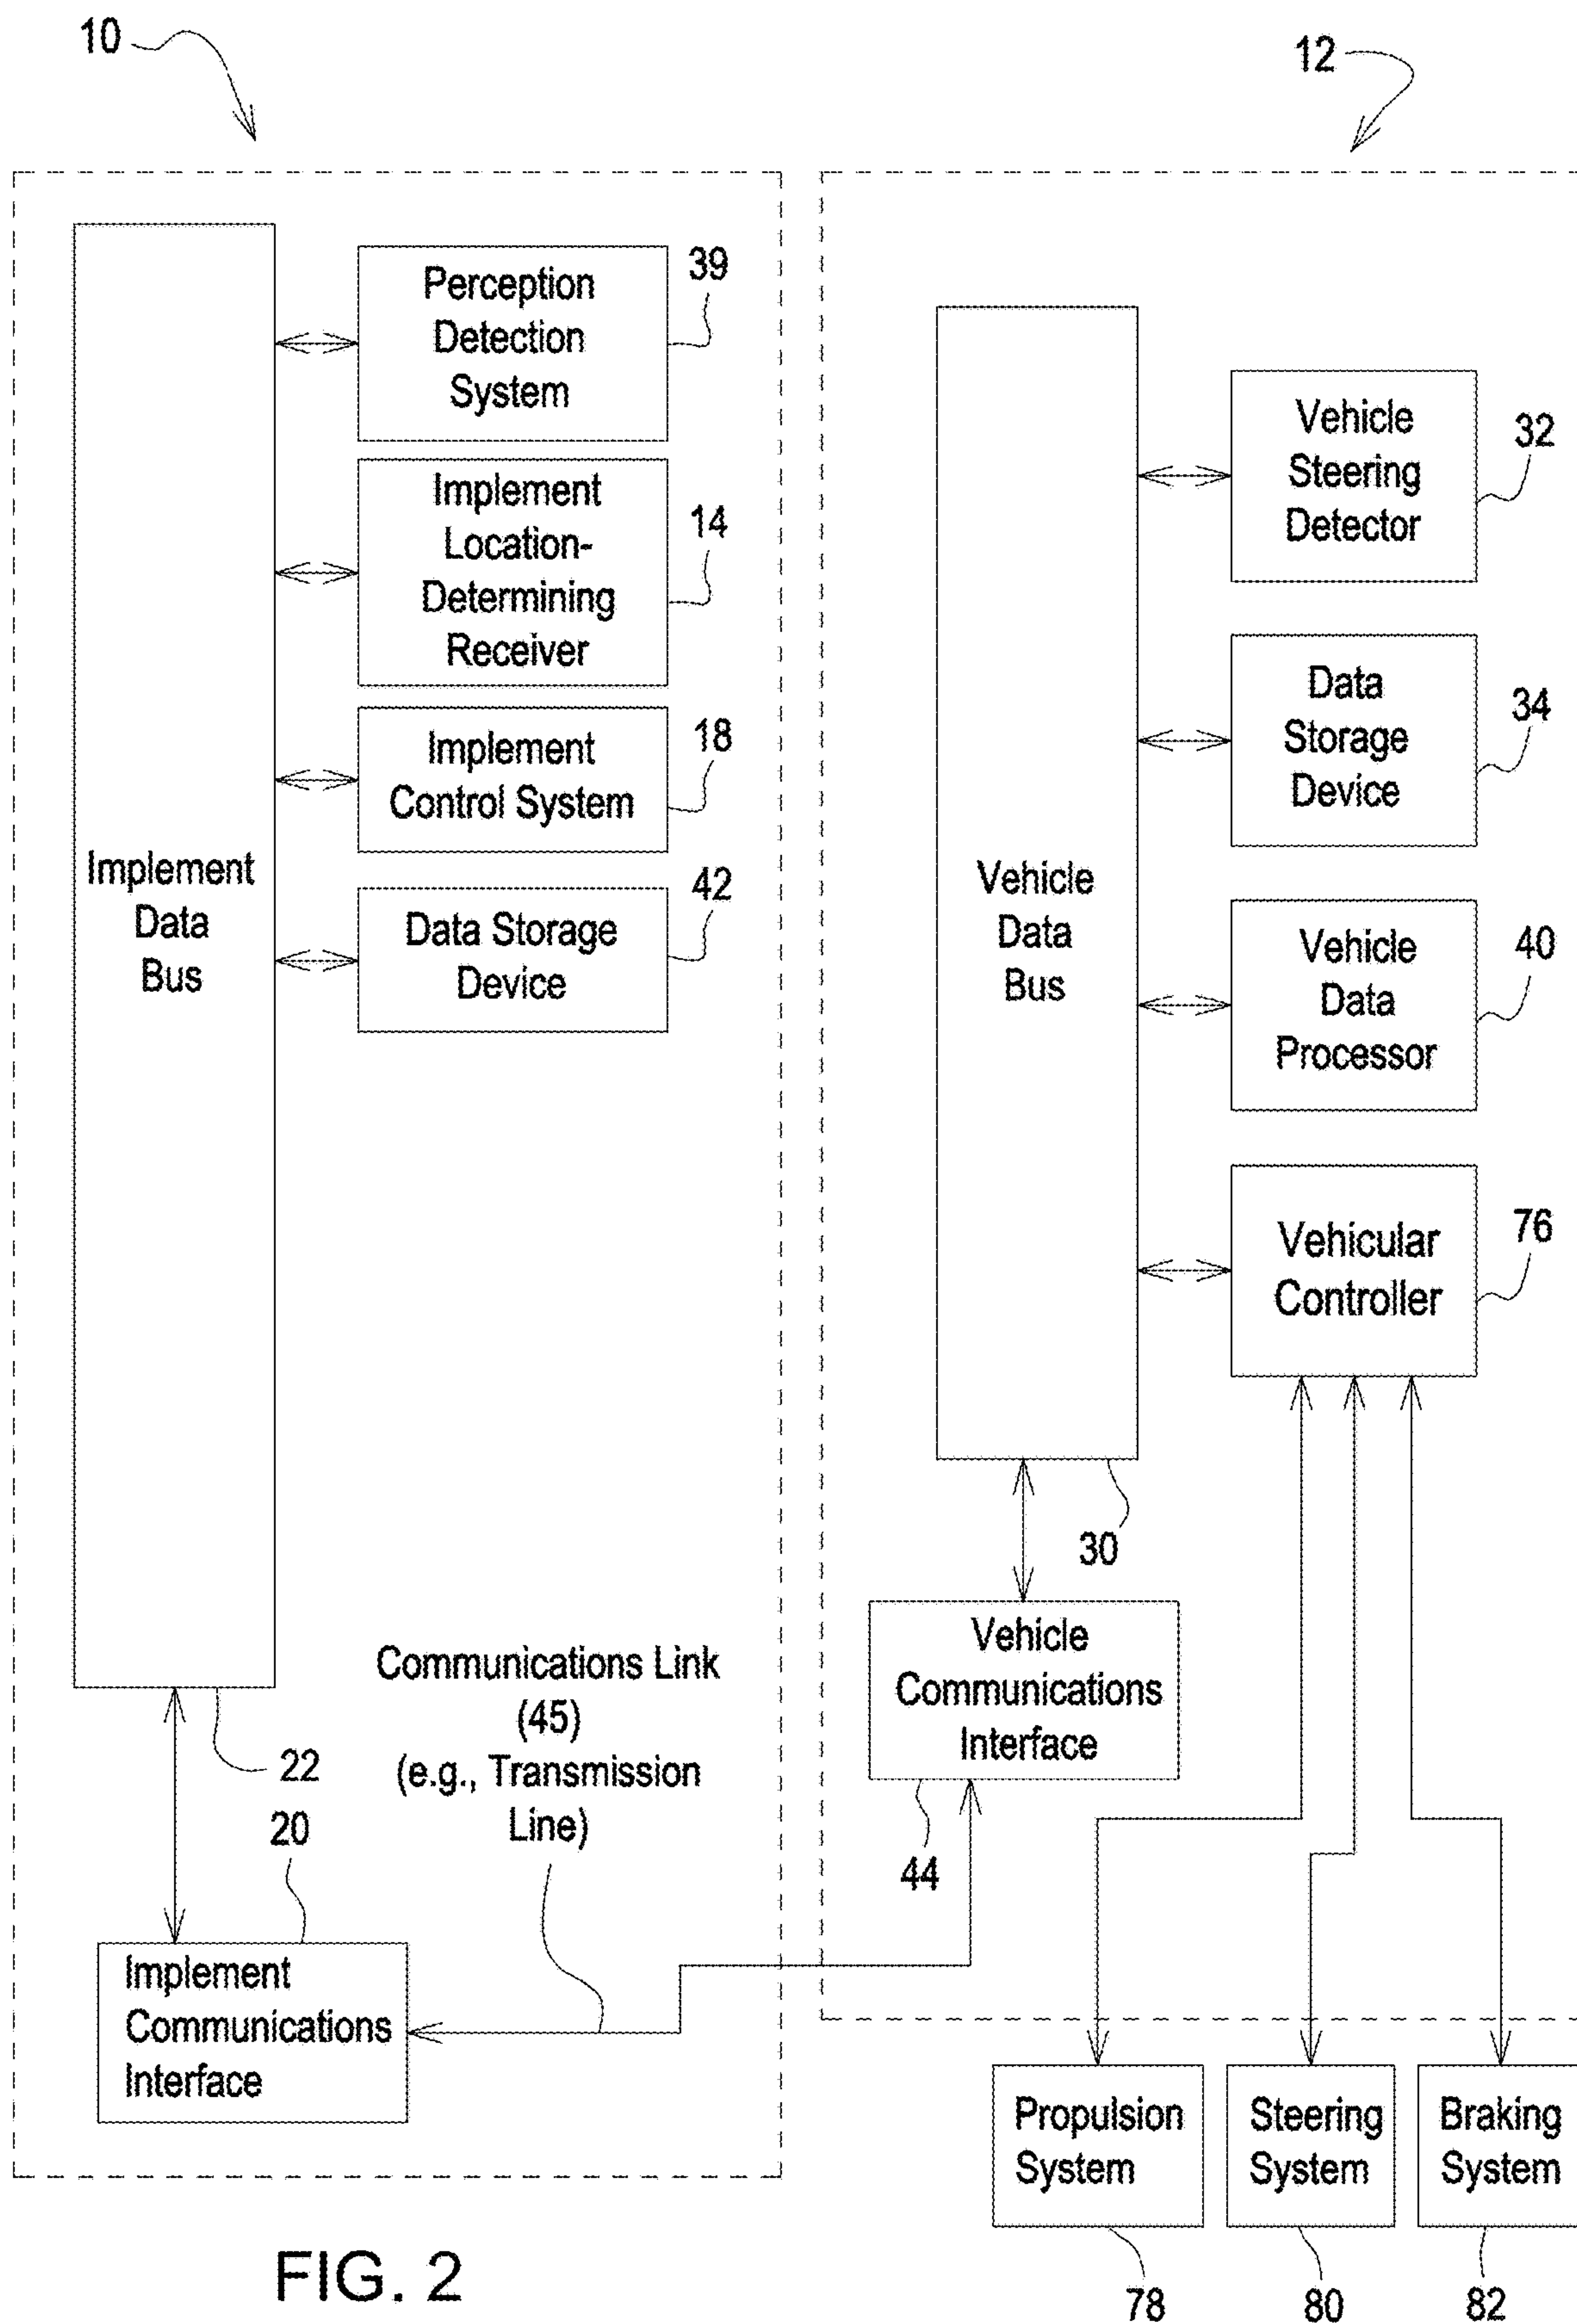 10
12
Perception
Detection
System
39
Implement
Location-
Determining
Receiver
14
Implement
Control System
18
Data Storage
Device
42
Implement
Data
Bus
22
Communications Link
(45)
(e.g., Transmission
Line)
20
Implement
Communications
Interface
Vehicle
Data
Bus
30
Vehicle
Steering
Detector
32
Data
Storage
Device
34
Vehicle
Data
Processor
40
Vehicular
Controller
76
Vehicle
Communications
Interface
44
Propulsion
System
78
Steering
System
80
Braking
System
82
FIG. 2